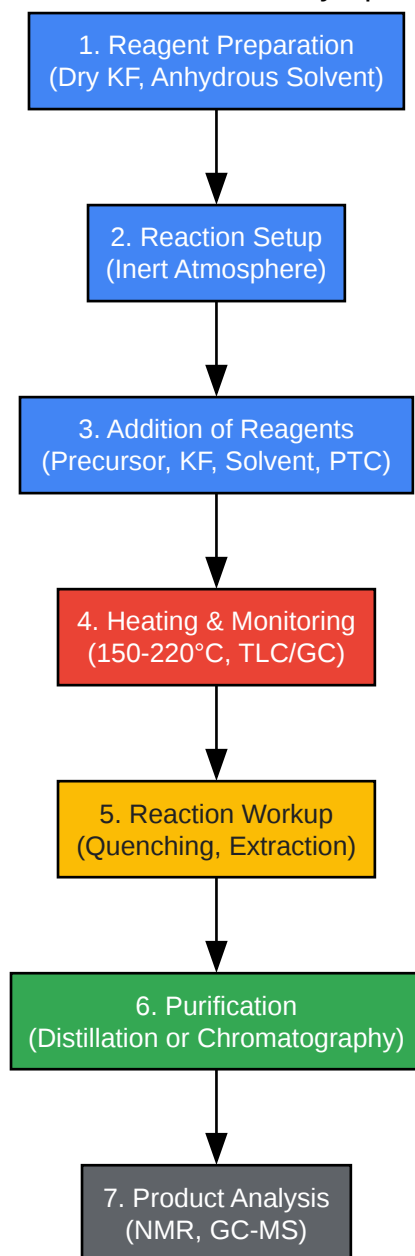 1. Reagent Preparation
(Dry KF, Anhydrous Solvent)
2. Reaction Setup
(Inert Atmosphere)
3. Addition of Reagents
(Precursor, KF, Solvent, PTC)
4. Heating & Monitoring
(150-220°C, TLC/GC)
5. Reaction Workup
(Quenching, Extraction)
6. Purification
(Distillation or Chromatography)
7. Product Analysis
(NMR, GC-MS)